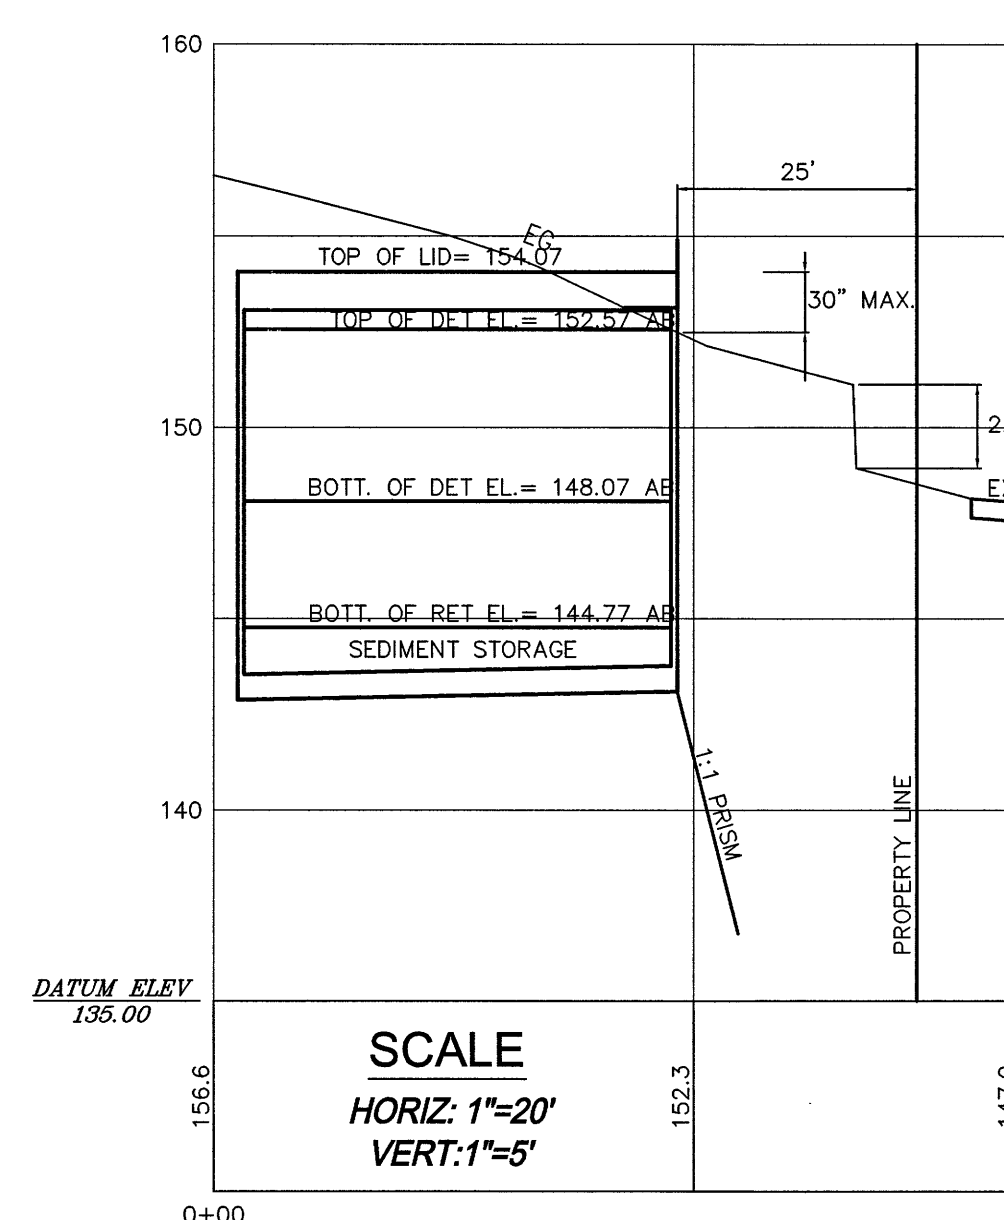 160
25'
EG
TOP OF LID= 154.07
30" MAX.
TOP OF DET EL.= 152.57 AB
150
2
BOTT. OF DET EL.= 148.07 AB
BOTT. OF RET EL.= 144.77 AB
SEDIMENT STORAGE
1:1 PRISM
140
PROPERTY LINE
DATUM ELEV
135.00
SCALE
HORIZ: 1"=20'
VERT:1"=5'
156.6
152.3
0+00